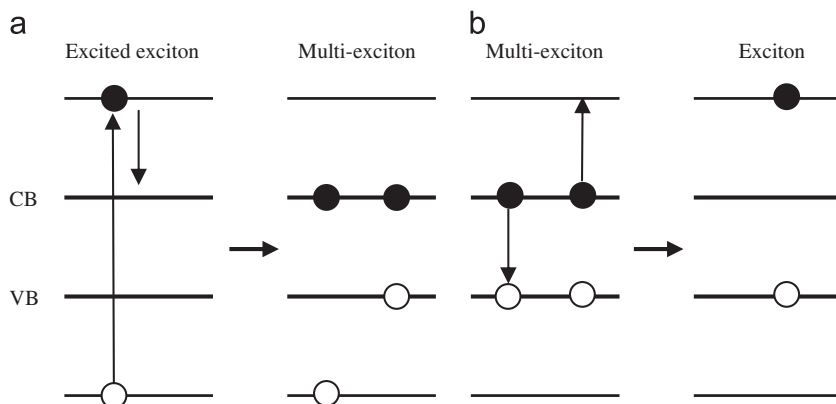 a
b
Excited exciton
Multi-exciton
Multi-exciton
Exciton
CB
VB